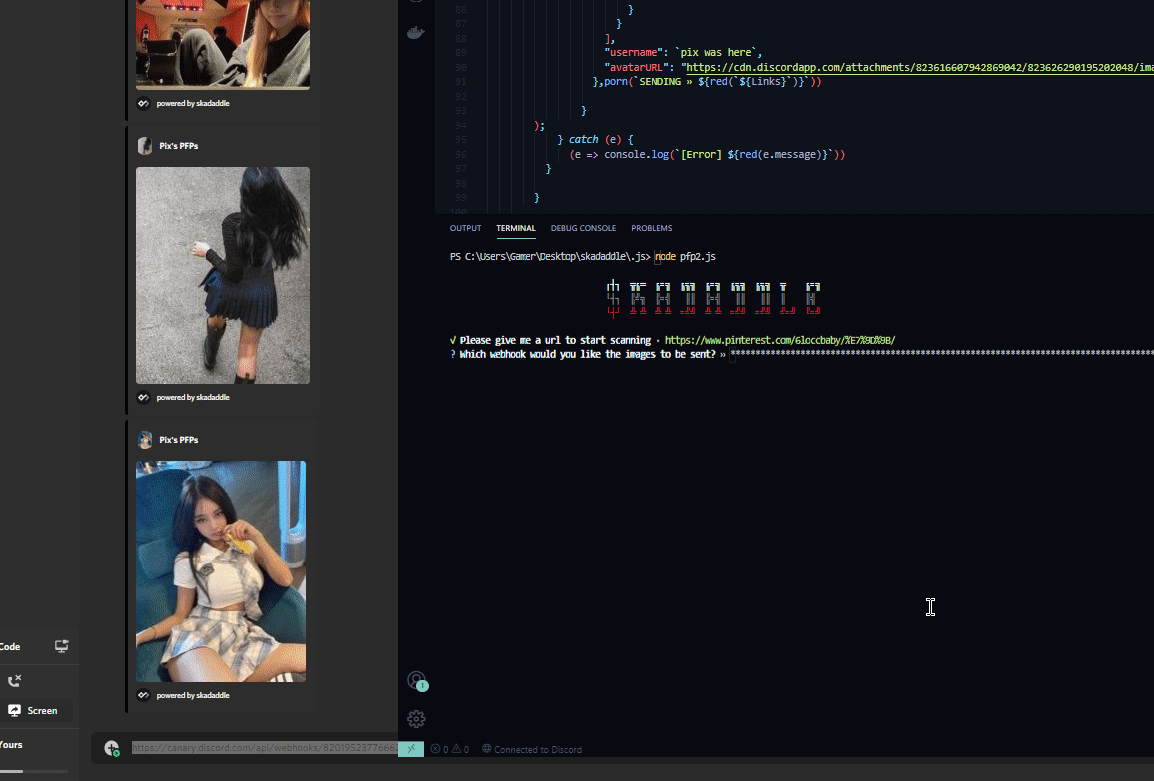 powered by skadaddle
Pix's PFPs
powered by skadaddle
Pix's PFPs
powered by skadaddle
Code
Screen
Yours
https://canary.discord.com/api/webhooks/82019523776662
86 }
87 }
88 ],
89 "username": `pix was here`,
90 "avatarURL": "https://cdn.discordapp.com/attachments/823616607942869042/823626290195202048/ima
91 },porn(`SENDING » ${red(`${Links}`)}`))
92
93 }
94 );
95 } catch (e) {
96 (e => console.log(`[Error] ${red(e.message)}`))
97 }
98
99 }
100
OUTPUT TERMINAL DEBUG CONSOLE PROBLEMS
PS C:\Users\Gamer\Desktop\skadaddle\.js> node pfp2.js
√ Please give me a url to start scanning · https://www.pinterest.com/6loccbaby/%E7%9D%9B/
? Which webhook would you like the images to be sent? » ************************************************************************************
1
0 0 Connected to Discord